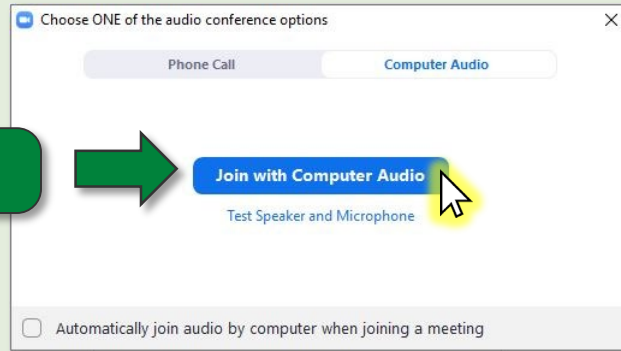 Choose ONE of the audio conference options
Phone Call
Computer Audio
Join with Computer Audio
Test Speaker and Microphone
Automatically join audio by computer when joining a meeting